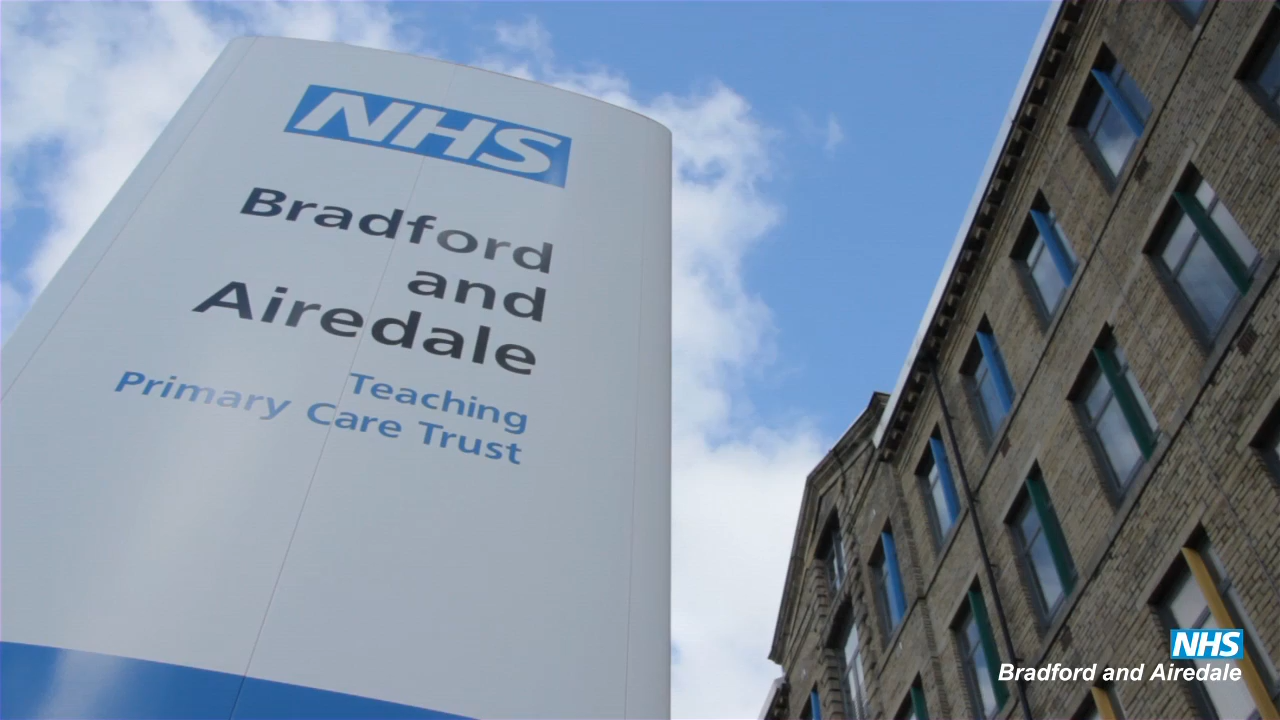 NHS
Bradford
and
Airedale
Teaching
Primary Care Trust
NHS
Bradford and Airedale